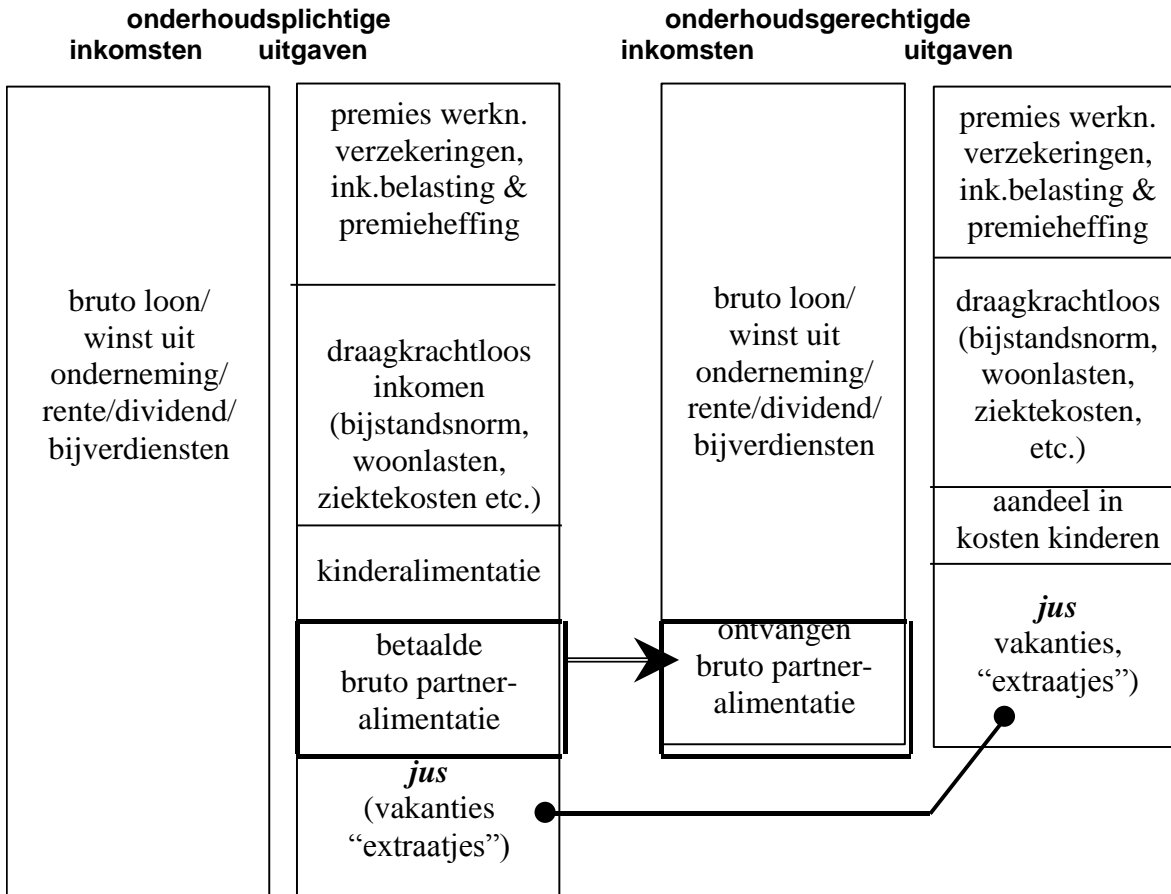 onderhoudsplichtige
inkomsten uitgaven
onderhoudsgerechtigde
inkomsten uitgaven
bruto loon/
winst uit
onderneming/
rente/dividend/
bijverdiensten
premies werkn.
verzekeringen,
ink.belasting &
premieheffing
draagkrachtloos
inkomen
(bijstandsnorm,
woonlasten,
ziektekosten etc.)
kinderalimentatie
betaalde
bruto partner-
alimentatie
jus
(vakanties
“extraatjes”)
bruto loon/
winst uit
onderneming/
rente/dividend/
bijverdiensten
ontvangen
bruto partner-
alimentatie
premies werkn.
verzekeringen,
ink.belasting &
premieheffing
draagkrachtloos
(bijstandsnorm,
woonlasten,
ziektekosten,
etc.)
aandeel in
kosten kinderen
jus
vakanties,
“extraatjes”)